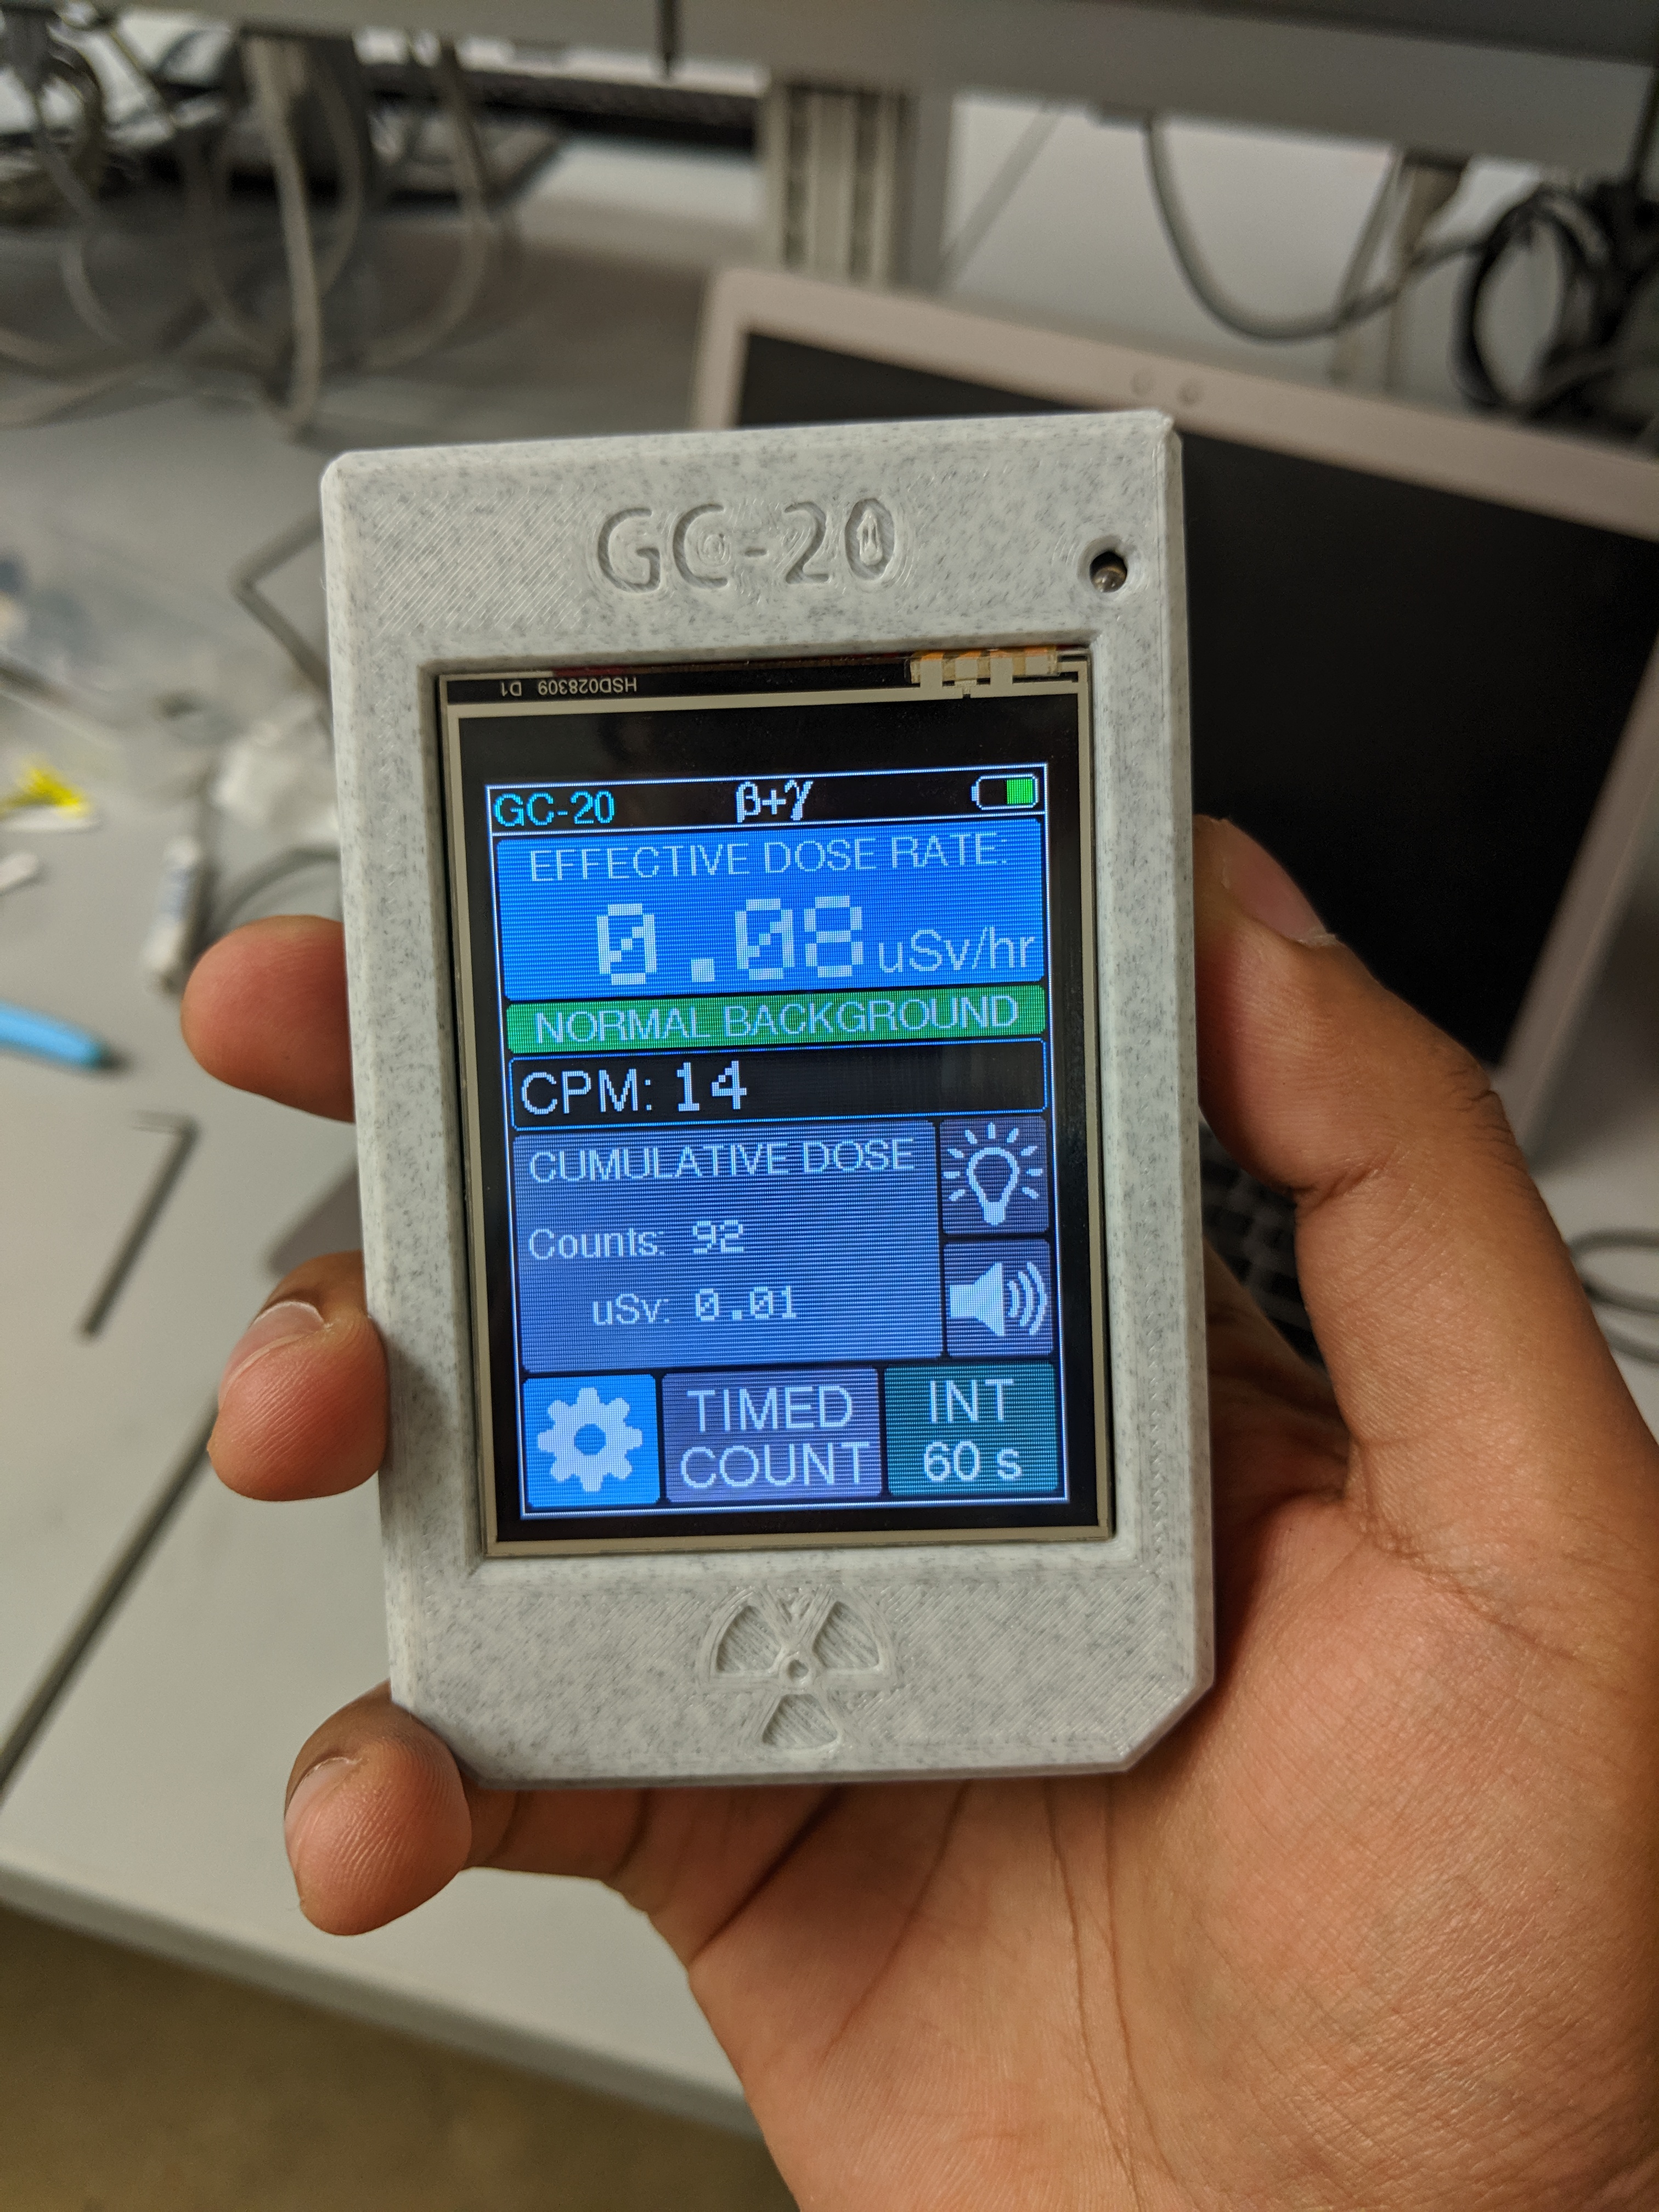 GC-20
HSD028309 D1
GC-20 β+γ
EFFECTIVE DOSE RATE:
0.08 uSv/hr
NORMAL BACKGROUND
CPM: 14
CUMULATIVE DOSE
Counts: 92
uSv: 0.01
TIMED
COUNT
INT
60 s